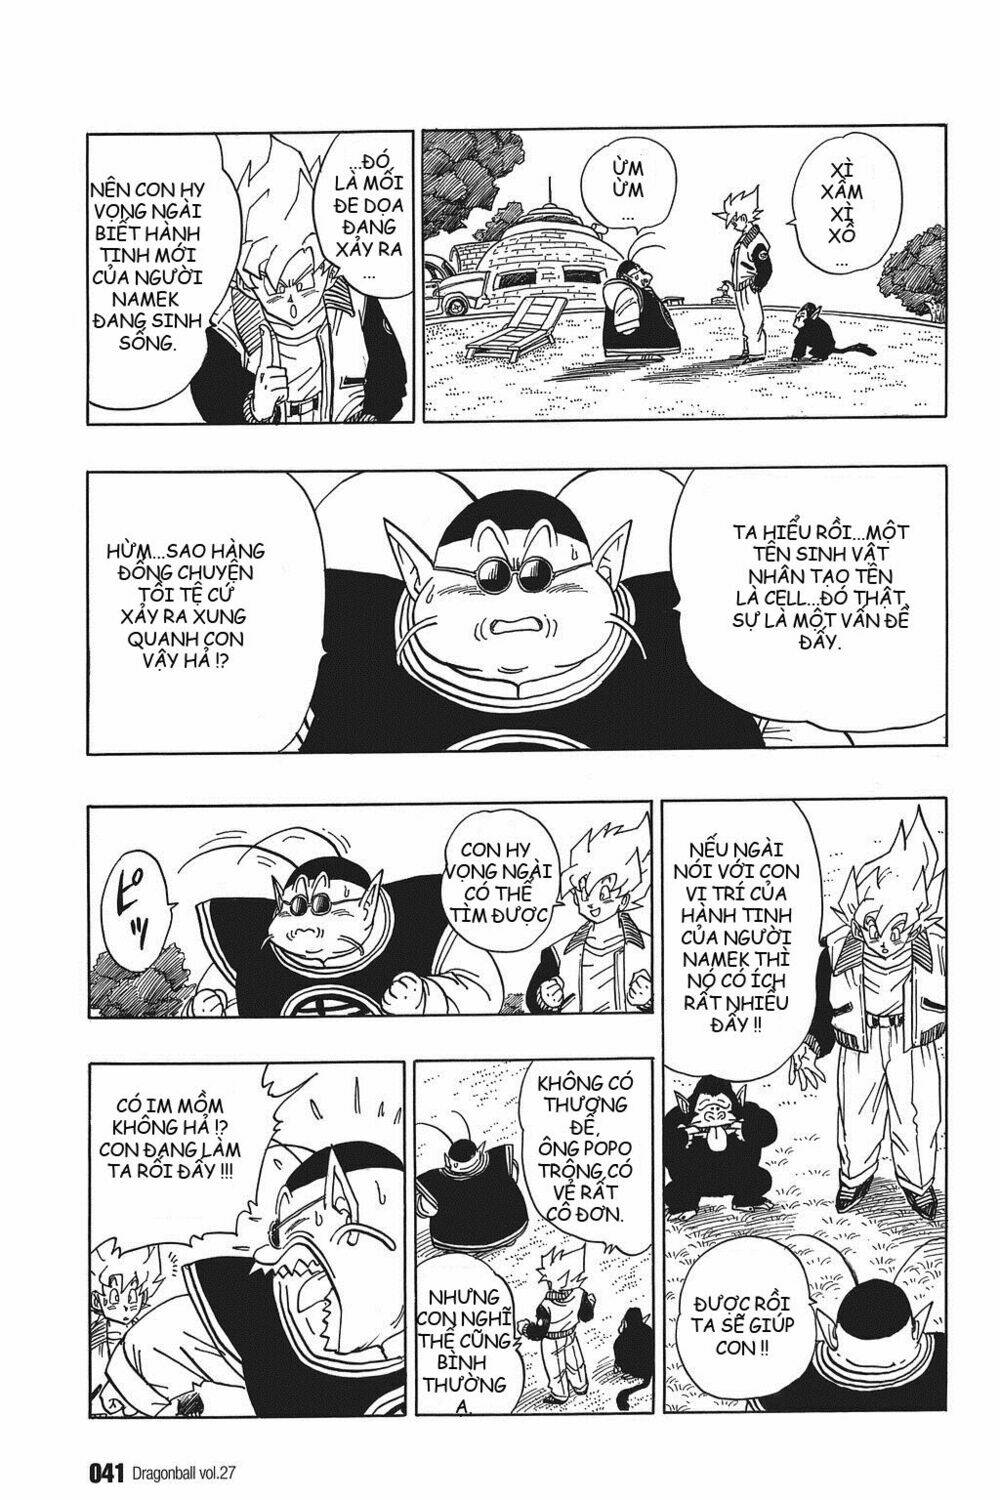 XÌ
XẦM
XÌ
XỒ
ỪM
ỪM
...
...ĐÓ
LÀ MỐI
ĐE DỌA
ĐANG
XẢY RA
...
NÊN CON HY
VỌNG NGÀI
BIẾT HÀNH
TINH MỚI
CỦA NGƯỜI
NAMEK
ĐANG SINH
SỐNG.
TA HIỂU RỒI...MỘT
TÊN SINH VẬT
NHÂN TẠO TÊN
LÀ CELL...ĐÓ THẬT
SỰ LÀ MỘT VẤN ĐỀ
ĐẤY.
HỪM...SAO HÀNG
ĐỐNG CHUYỆN
TỒI TỆ CỨ
XẢY RA XUNG
QUANH CON
VẬY HẢ !?
NẾU NGÀI
NÓI VỚI CON
VỊ TRÍ CỦA
HÀNH TINH
CỦA NGƯỜI
NAMEK THÌ
NÓ CÓ ÍCH
RẤT NHIỀU
ĐẤY !!
ĐƯỢC RỒI
TA SẼ GIÚP
CON !!
CON HY
VỌNG NGÀI
CÓ THỂ
TÌM ĐƯỢC
ピッ
KHÔNG CÓ
THƯỢNG
ĐẾ,
ÔNG POPO
TRÔNG CÓ
VẺ RẤT
CÔ ĐƠN.
NHƯNG
CON NGHĨ
THẾ CŨNG
BÌNH
THƯỜNG
Ạ.
CÓ IM MỒM
KHÔNG HẢ !?
CON ĐANG LÀM
TA RỐI ĐẤY !!!
041 Dragonball vol.27